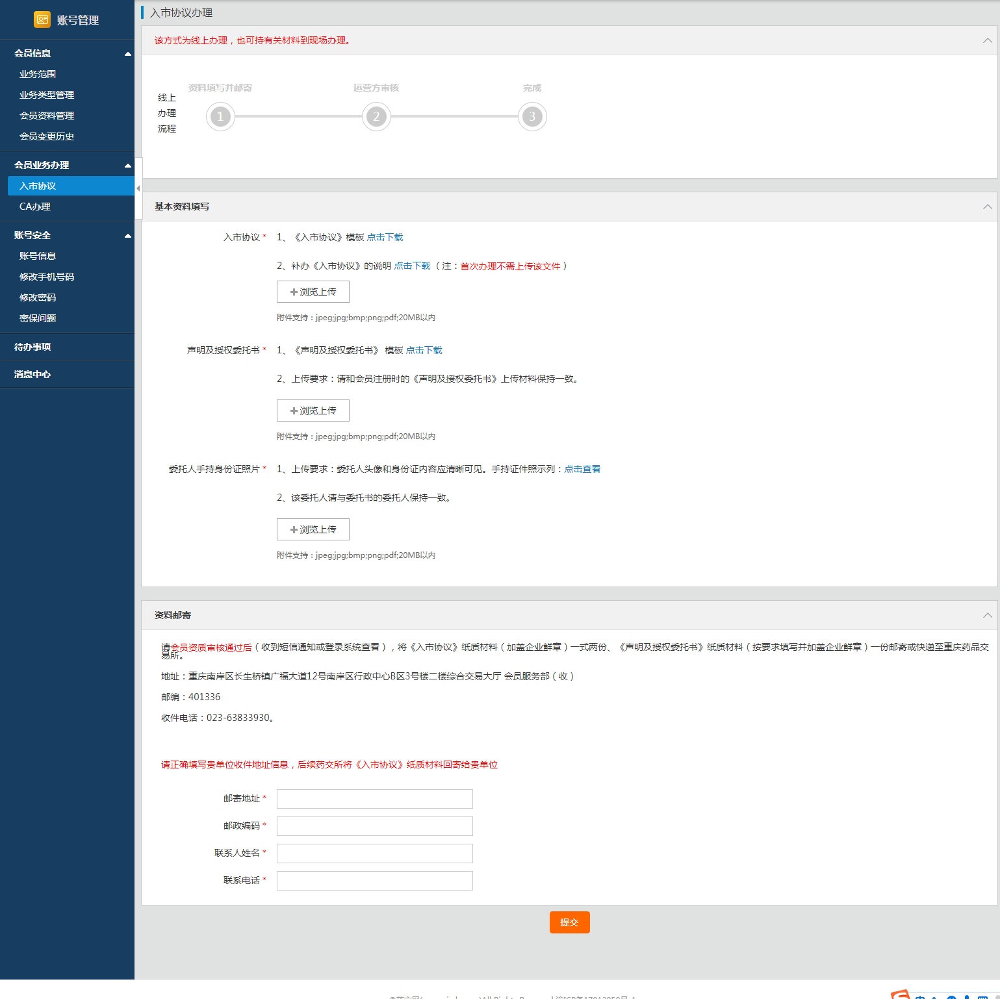 账号管理
会员信息
业务范围
业务类型管理
会员资料管理
会员变更历史
会员业务办理
入市协议
CA办理
账号安全
账号信息
修改手机号码
修改密码
密保问题
待办事项
消息中心
入市协议办理
该方式为线上办理，也可持有关材料到现场办理。
线上
办理
流程
资料填写并邮寄 运营方审核 完成
1 2 3
基本资料填写
入市协议 * 1、《入市协议》模板 点击下载
2、补办《入市协议》的说明 点击下载（注：首次办理不需上传该文件）
浏览上传
附件支持：jpeg;jpg;bmp;png;pdf;20MB以内
声明及授权委托书 * 1、《声明及授权委托书》 模板 点击下载
2、上传要求：请和会员注册时的《声明及授权委托书》上传材料保持一致。
浏览上传
附件支持：jpeg;jpg;bmp;png;pdf;20MB以内
委托人手持身份证照片 * 1、上传要求：委托人头像和身份证内容应清晰可见。手持证件照示列：点击查看
2、该委托人请与委托书的委托人保持一致。
浏览上传
附件支持：jpeg;jpg;bmp;png;pdf;20MB以内
资料邮寄
请会员资质审核通过后（收到短信通知或登录系统查看），将《入市协议》纸质材料（加盖企业鲜章）一式两份、《声明及授权委托书》纸质材料（按要求填写并加盖企业鲜章）一份邮寄或快递至重庆药品交
易所。
地址：重庆南岸区长生桥镇广福大道12号南岸区行政中心B区3号楼二楼综合交易大厅 会员服务部（收）
邮编：401336
收件电话：023-63833930。
请正确填写贵单位收件地址信息，后续药交所将《入市协议》纸质材料回寄给贵单位
邮寄地址 *
邮政编码 *
联系人姓名 *
联系电话 *
提交